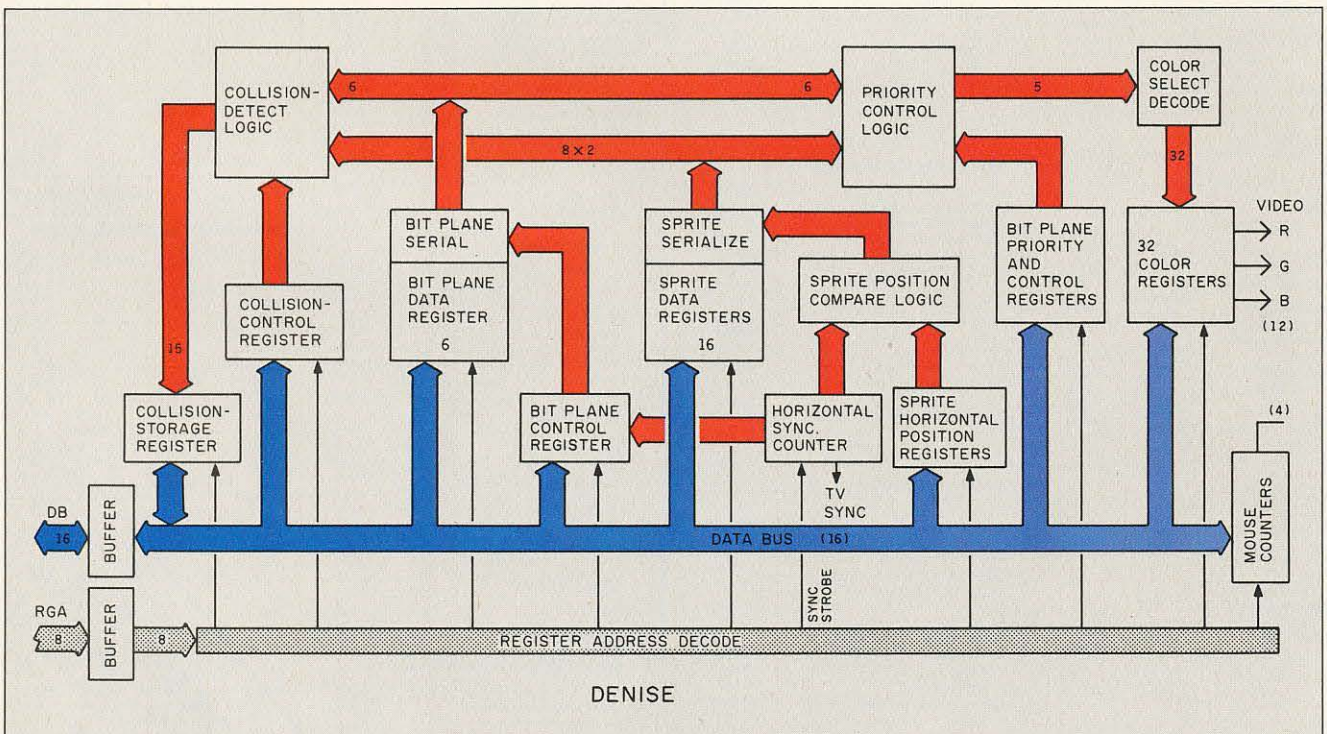 COLLISION-
DETECT
LOGIC
6
6
PRIORITY
CONTROL
LOGIC
5
COLOR
SELECT
DECODE
8 × 2
32
15
BIT PLANE
SERIAL
BIT PLANE
DATA
REGISTER
6
SPRITE
SERIALIZE
SPRITE
DATA
REGISTERS
16
SPRITE POSITION
COMPARE LOGIC
BIT PLANE
PRIORITY
AND
CONTROL
REGISTERS
32
COLOR
REGISTERS
VIDEO
R
G
B
(12)
COLLISION-
CONTROL
REGISTER
COLLISION-
STORAGE
REGISTER
BIT PLANE
CONTROL
REGISTER
HORIZONTAL
SYNC.
COUNTER
SPRITE
HORIZONTAL
POSITION
REGISTERS
(4)
TV
SYNC
MOUSE
COUNTERS
DB
16
BUFFER
DATA BUS (16)
SYNC
STROBE
RGA
8
BUFFER
8
REGISTER ADDRESS DECODE
DENISE